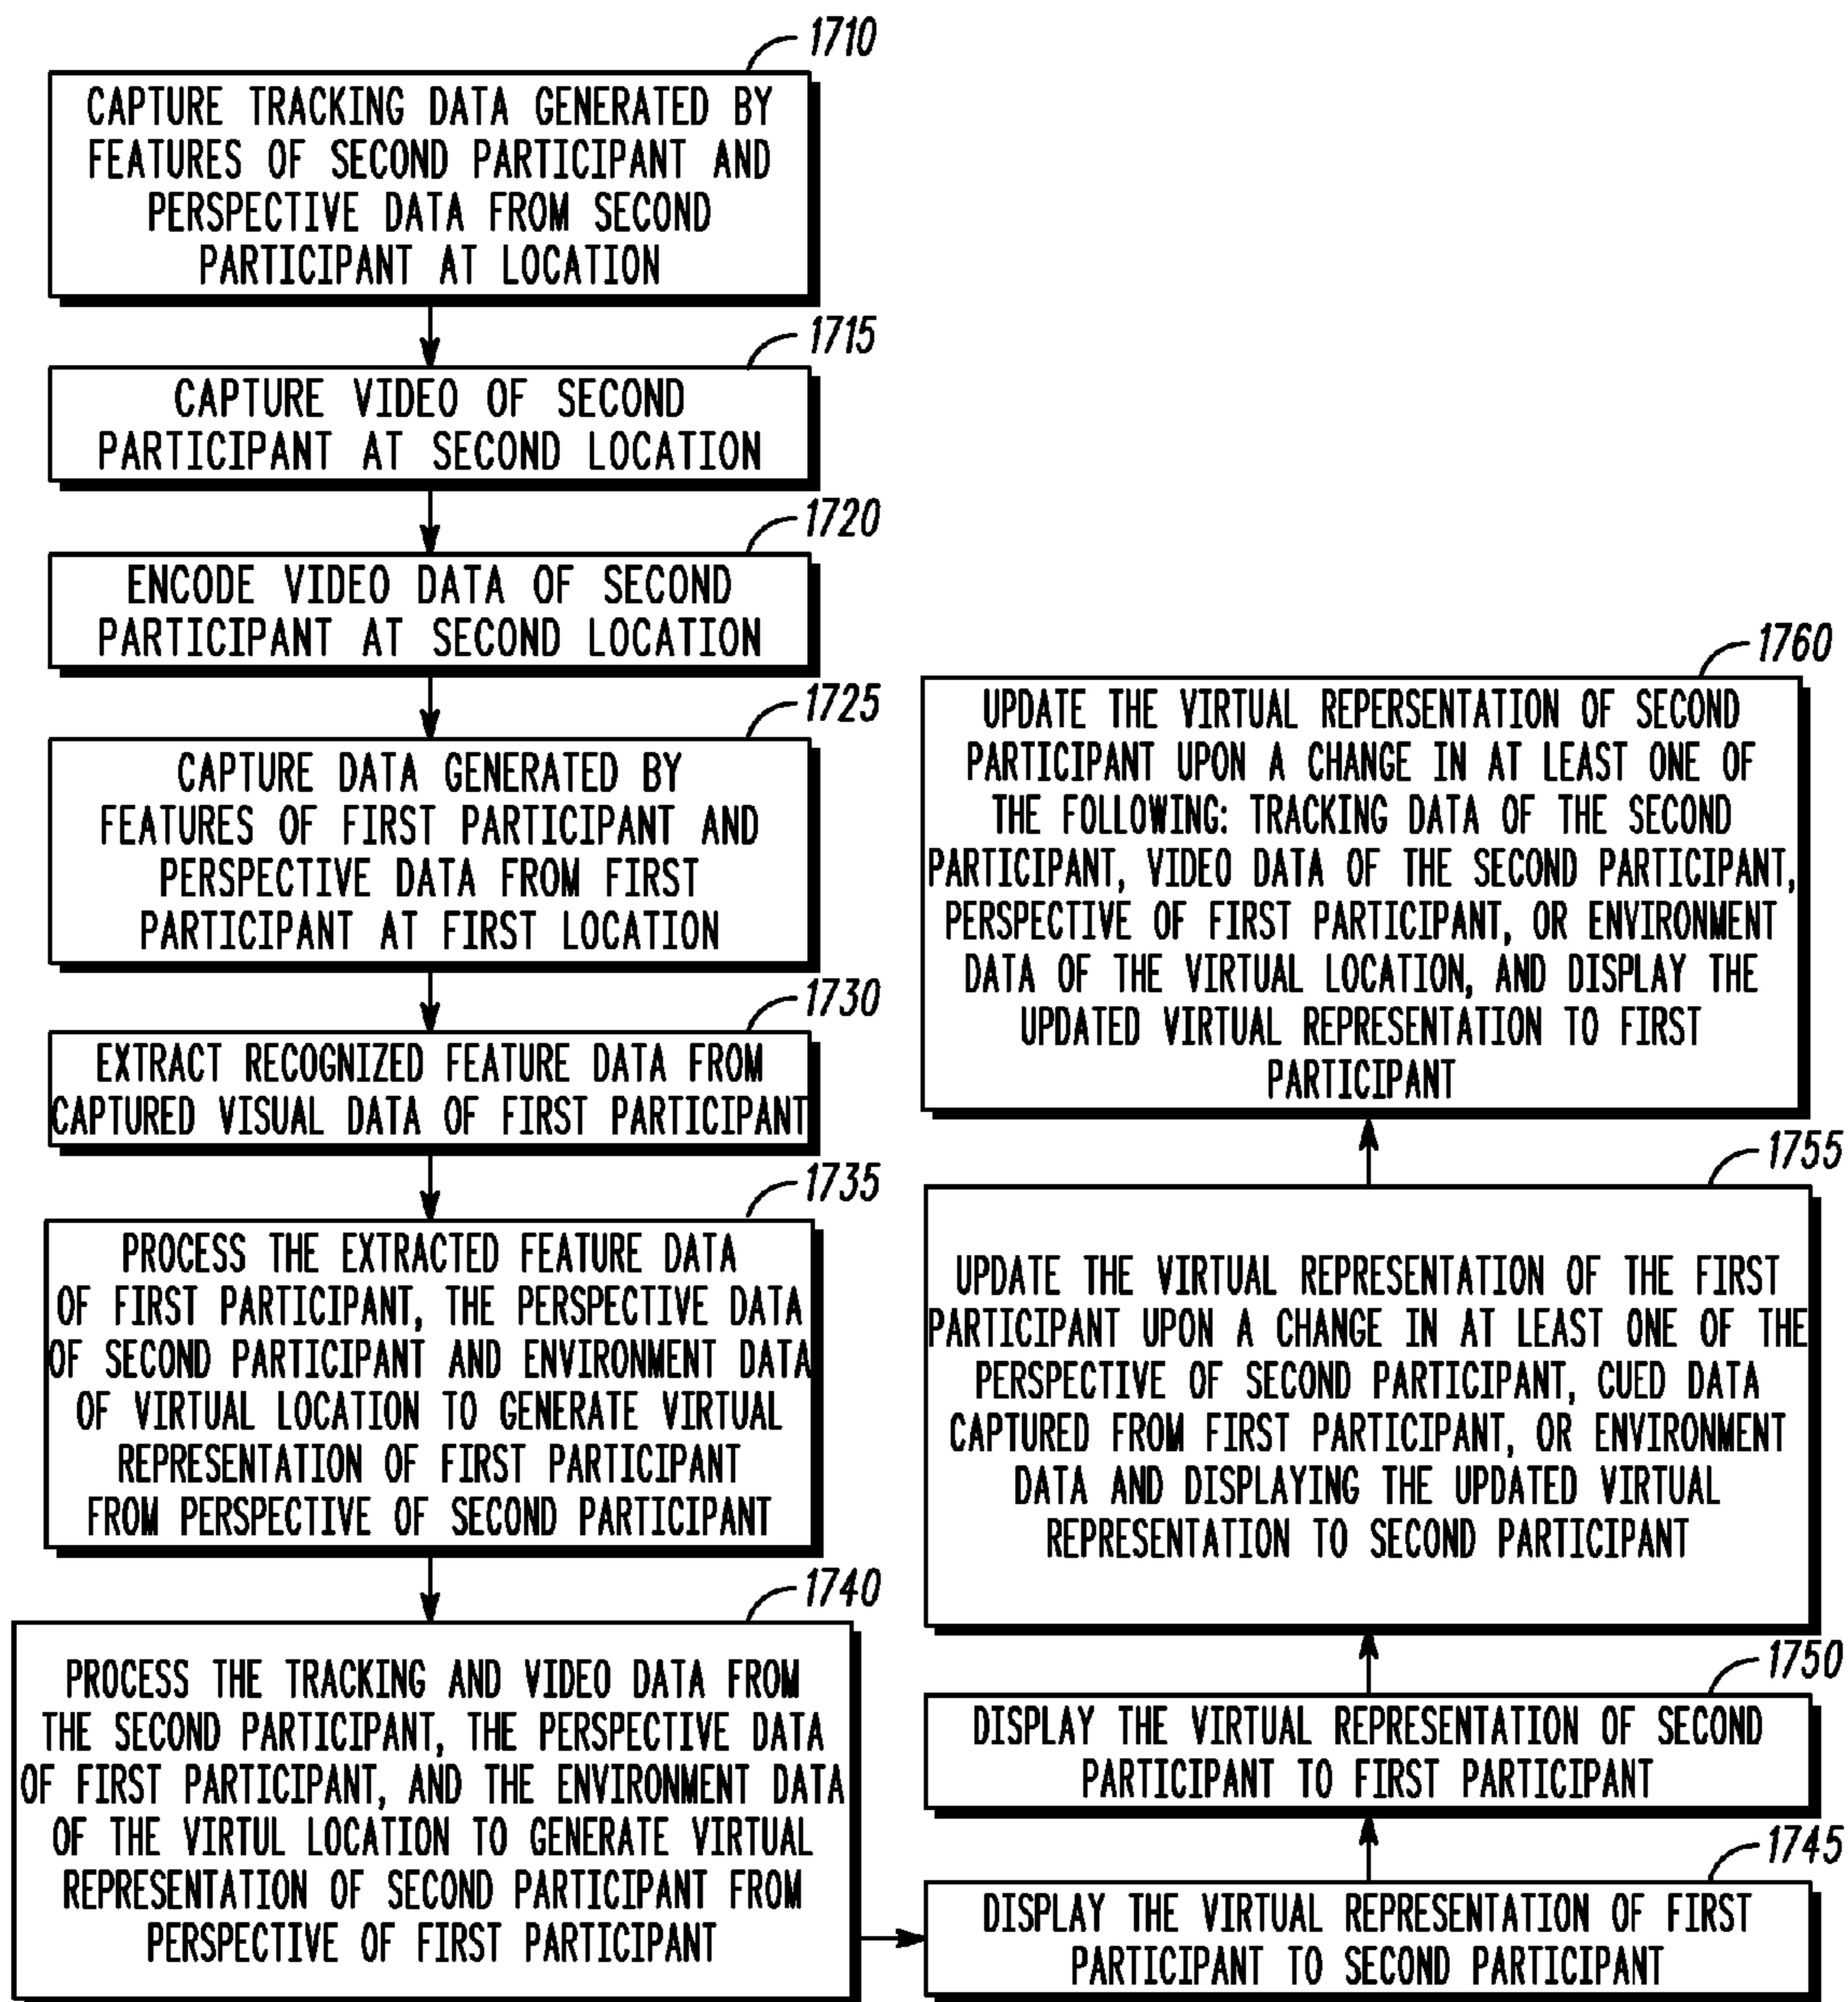 1710
CAPTURE TRACKING DATA GENERATED BY
FEATURES OF SECOND PARTICIPANT AND
PERSPECTIVE DATA FROM SECOND
PARTICIPANT AT LOCATION
1715
CAPTURE VIDEO OF SECOND
PARTICIPANT AT SECOND LOCATION
1720
ENCODE VIDEO DATA OF SECOND
PARTICIPANT AT SECOND LOCATION
1725
CAPTURE DATA GENERATED BY
FEATURES OF FIRST PARTICIPANT AND
PERSPECTIVE DATA FROM FIRST
PARTICIPANT AT FIRST LOCATION
1730
EXTRACT RECOGNIZED FEATURE DATA FROM
CAPTURED VISUAL DATA OF FIRST PARTICIPANT
1735
PROCESS THE EXTRACTED FEATURE DATA
OF FIRST PARTICIPANT, THE PERSPECTIVE DATA
OF SECOND PARTICIPANT AND ENVIRONMENT DATA
OF VIRTUAL LOCATION TO GENERATE VIRTUAL
REPRESENTATION OF FIRST PARTICIPANT
FROM PERSPECTIVE OF SECOND PARTICIPANT
1740
PROCESS THE TRACKING AND VIDEO DATA FROM
THE SECOND PARTICIPANT, THE PERSPECTIVE DATA
OF FIRST PARTICIPANT, AND THE ENVIRONMENT DATA
OF THE VIRTUL LOCATION TO GENERATE VIRTUAL
REPRESENTATION OF SECOND PARTICIPANT FROM
PERSPECTIVE OF FIRST PARTICIPANT
1745
DISPLAY THE VIRTUAL REPRESENTATION OF FIRST
PARTICIPANT TO SECOND PARTICIPANT
1750
DISPLAY THE VIRTUAL REPRESENTATION OF SECOND
PARTICIPANT TO FIRST PARTICIPANT
1755
UPDATE THE VIRTUAL REPRESENTATION OF THE FIRST
PARTICIPANT UPON A CHANGE IN AT LEAST ONE OF THE
PERSPECTIVE OF SECOND PARTICIPANT, CUED DATA
CAPTURED FROM FIRST PARTICIPANT, OR ENVIRONMENT
DATA AND DISPLAYING THE UPDATED VIRTUAL
REPRESENTATION TO SECOND PARTICIPANT
1760
UPDATE THE VIRTUAL REPERSENTATION OF SECOND
PARTICIPANT UPON A CHANGE IN AT LEAST ONE OF
THE FOLLOWING: TRACKING DATA OF THE SECOND
PARTICIPANT, VIDEO DATA OF THE SECOND PARTICIPANT,
PERSPECTIVE OF FIRST PARTICIPANT, OR ENVIRONMENT
DATA OF THE VIRTUAL LOCATION, AND DISPLAY THE
UPDATED VIRTUAL REPRESENTATION TO FIRST
PARTICIPANT